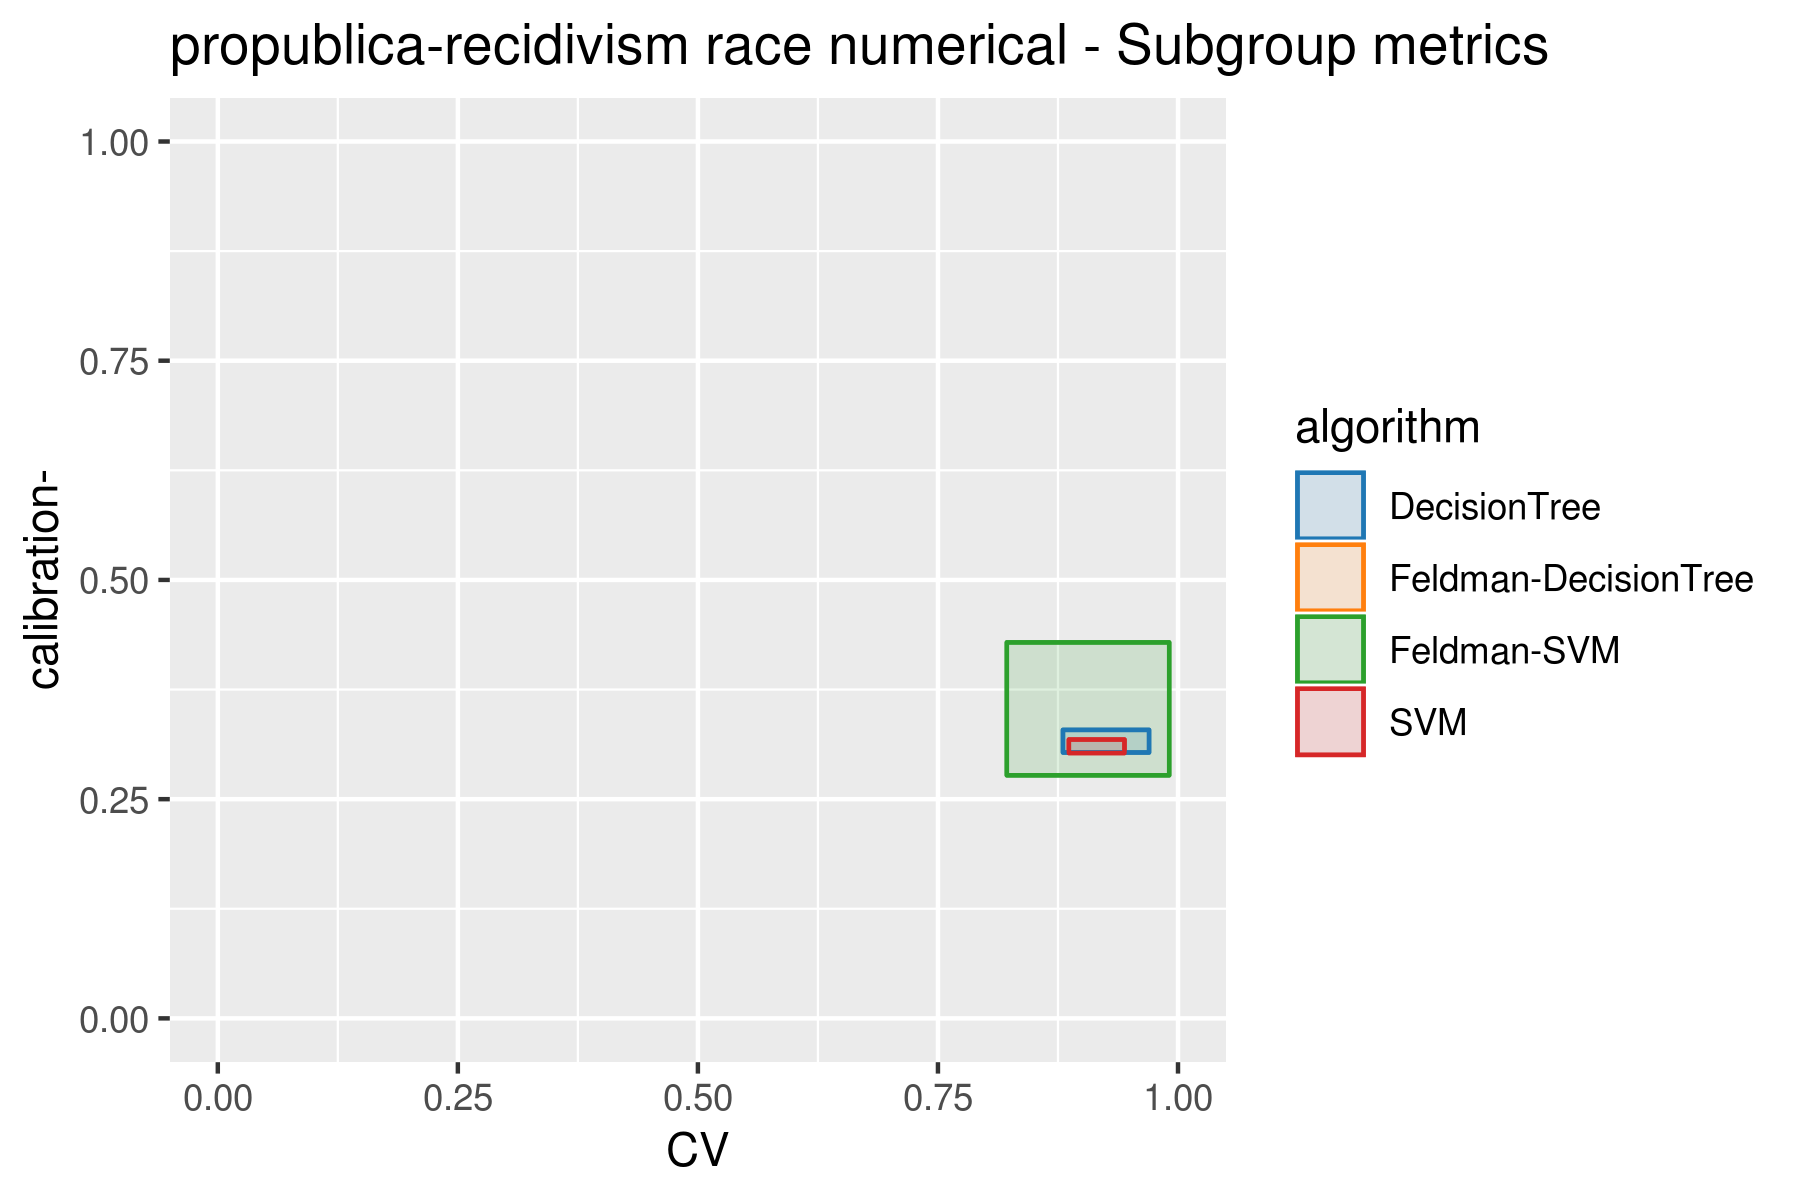 propublica-recidivism race numerical - Subgroup metrics
1.00
0.75
0.50
0.25
0.00
calibration-
0.00 0.25 0.50 0.75 1.00
CV
algorithm
DecisionTree
Feldman-DecisionTree
Feldman-SVM
SVM